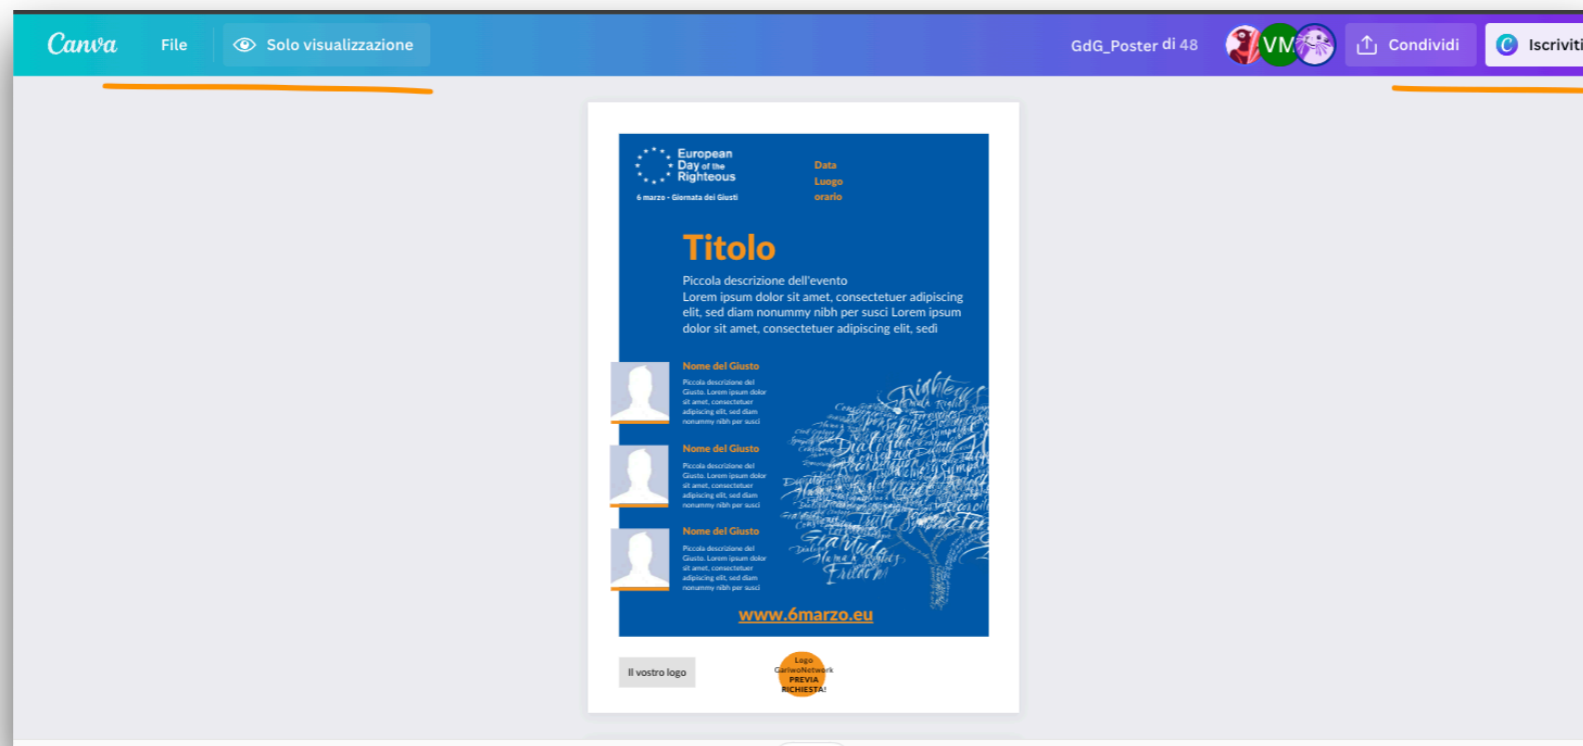 Canva File Solo visualizzazione GdG_Poster di 48 VM Condividi Iscriviti
European
Day of the
Righteous
6 marzo - Giornata dei Giusti
Data
Luogo
orario
Titolo
Piccola descrizione dell'evento
Lorem ipsum dolor sit amet, consectetuer adipiscing
elit, sed diam nonummy nibh per susci Lorem ipsum
dolor sit amet, consectetuer adipiscing elit, sedi
Nome del Giusto
Piccola descrizione del
Giusto. Lorem ipsum dolor
sit amet, consectetuer
adipiscing elit, sed diam
nonummy nibh per susci
Nome del Giusto
Piccola descrizione del
Giusto. Lorem ipsum dolor
sit amet, consectetuer
adipiscing elit, sed diam
nonummy nibh per susci
Nome del Giusto
Piccola descrizione del
Giusto. Lorem ipsum dolor
sit amet, consectetuer
adipiscing elit, sed diam
nonummy nibh per susci
Dialogue
Truth
Gratitude
www.6marzo.eu
Il vostro logo
Logo
GariwoNetwork
PREVIA
RICHIESTA!